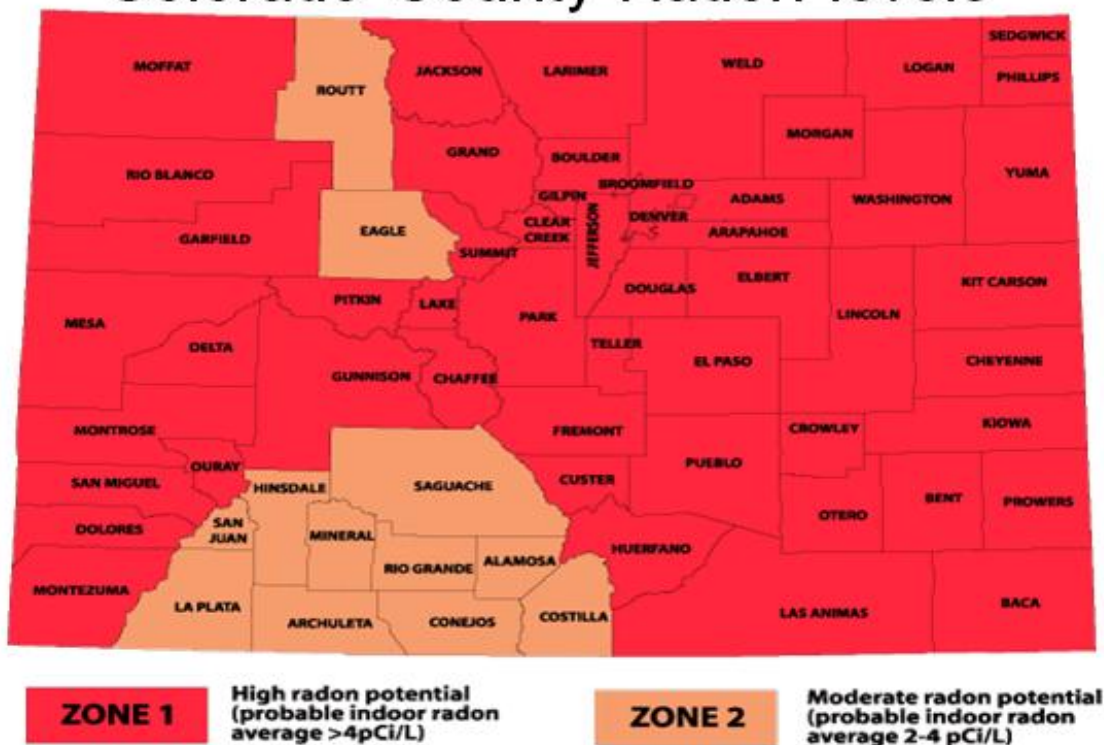 Colorado County Radon levels
SEDGWICK
MOFFAT
JACKSON
LARIMER
WELD
LOGAN
PHILLIPS
ROUTT
MORGAN
GRAND
BOULDER
YUMA
RIO BLANCO
BROOMFIELD
GILPIN
ADAMS
WASHINGTON
CLEAR
CREEK
JEFFERSON
DENVER
EAGLE
ARAPAHOE
GARFIELD
SUMMIT
ELBERT
KIT CARSON
DOUGLAS
PITKIN
LAKE
LINCOLN
MESA
PARK
TELLER
DELTA
EL PASO
CHEYENNE
GUNNISON
CHAFFEE
MONTROSE
FREMONT
CROWLEY
KIOWA
OURAY
PUEBLO
SAN MIGUEL
HINSDALE
SAGUACHE
CUSTER
BENT
PROWERS
DOLORES
SAN
JUAN
MINERAL
OTERO
HUERFANO
RIO GRANDE
ALAMOSA
MONTEZUMA
LA PLATA
ARCHULETA
CONEJOS
COSTILLA
LAS ANIMAS
BACA
ZONE 1
High radon potential
(probable indoor radon
average >4pCi/L)
ZONE 2
Moderate radon potential
(probable indoor radon
average 2-4 pCi/L)